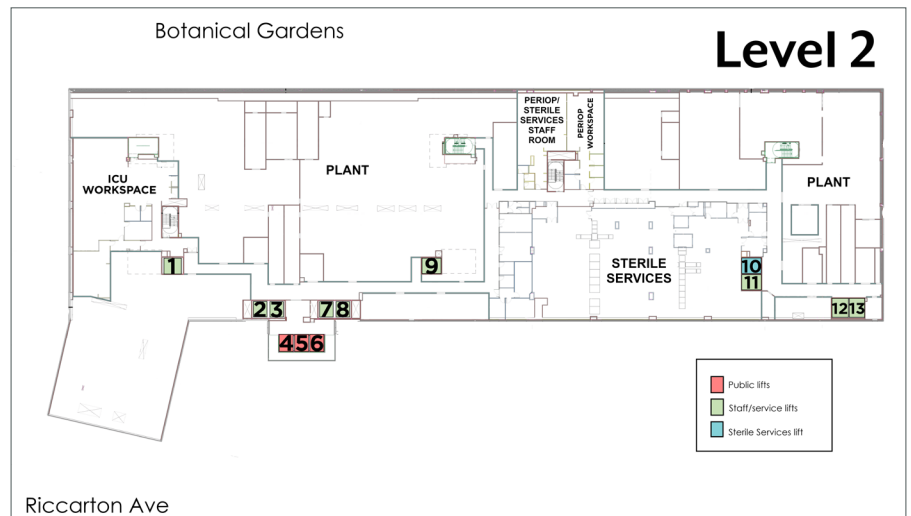 Botanical Gardens
Level 2
PERIOP/
STERILE
SERVICES
STAFF
ROOM
PERIOP
WORKSPACE
ICU
WORKSPACE
PLANT
PLANT
STERILE
SERVICES
1
9
10
11
2 3
7 8
12 13
4 5 6
Public lifts
Staff/service lifts
Sterile Services lift
Riccarton Ave